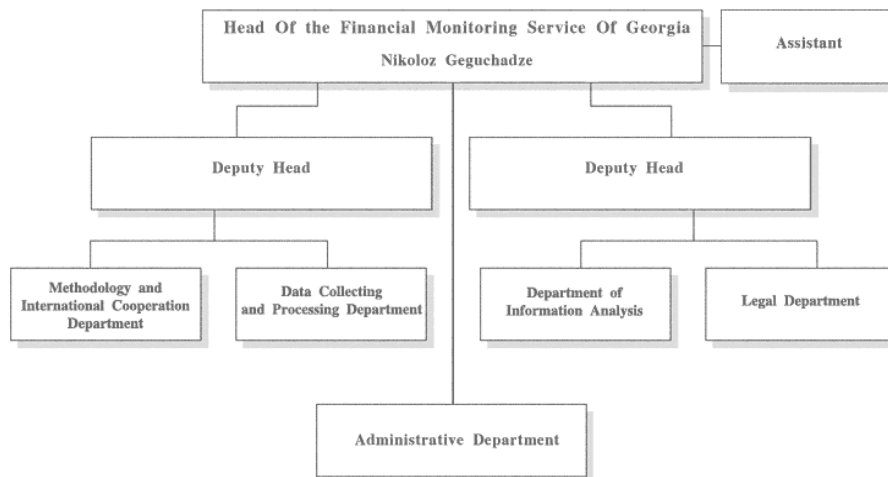 Head Of the Financial Monitoring Service Of Georgia
Nikoloz Geguchadze
Assistant
Deputy Head
Deputy Head
Methodology and
International Cooperation
Department
Data Collecting
and Processing Department
Department of
Information Analysis
Legal Department
Administrative Department